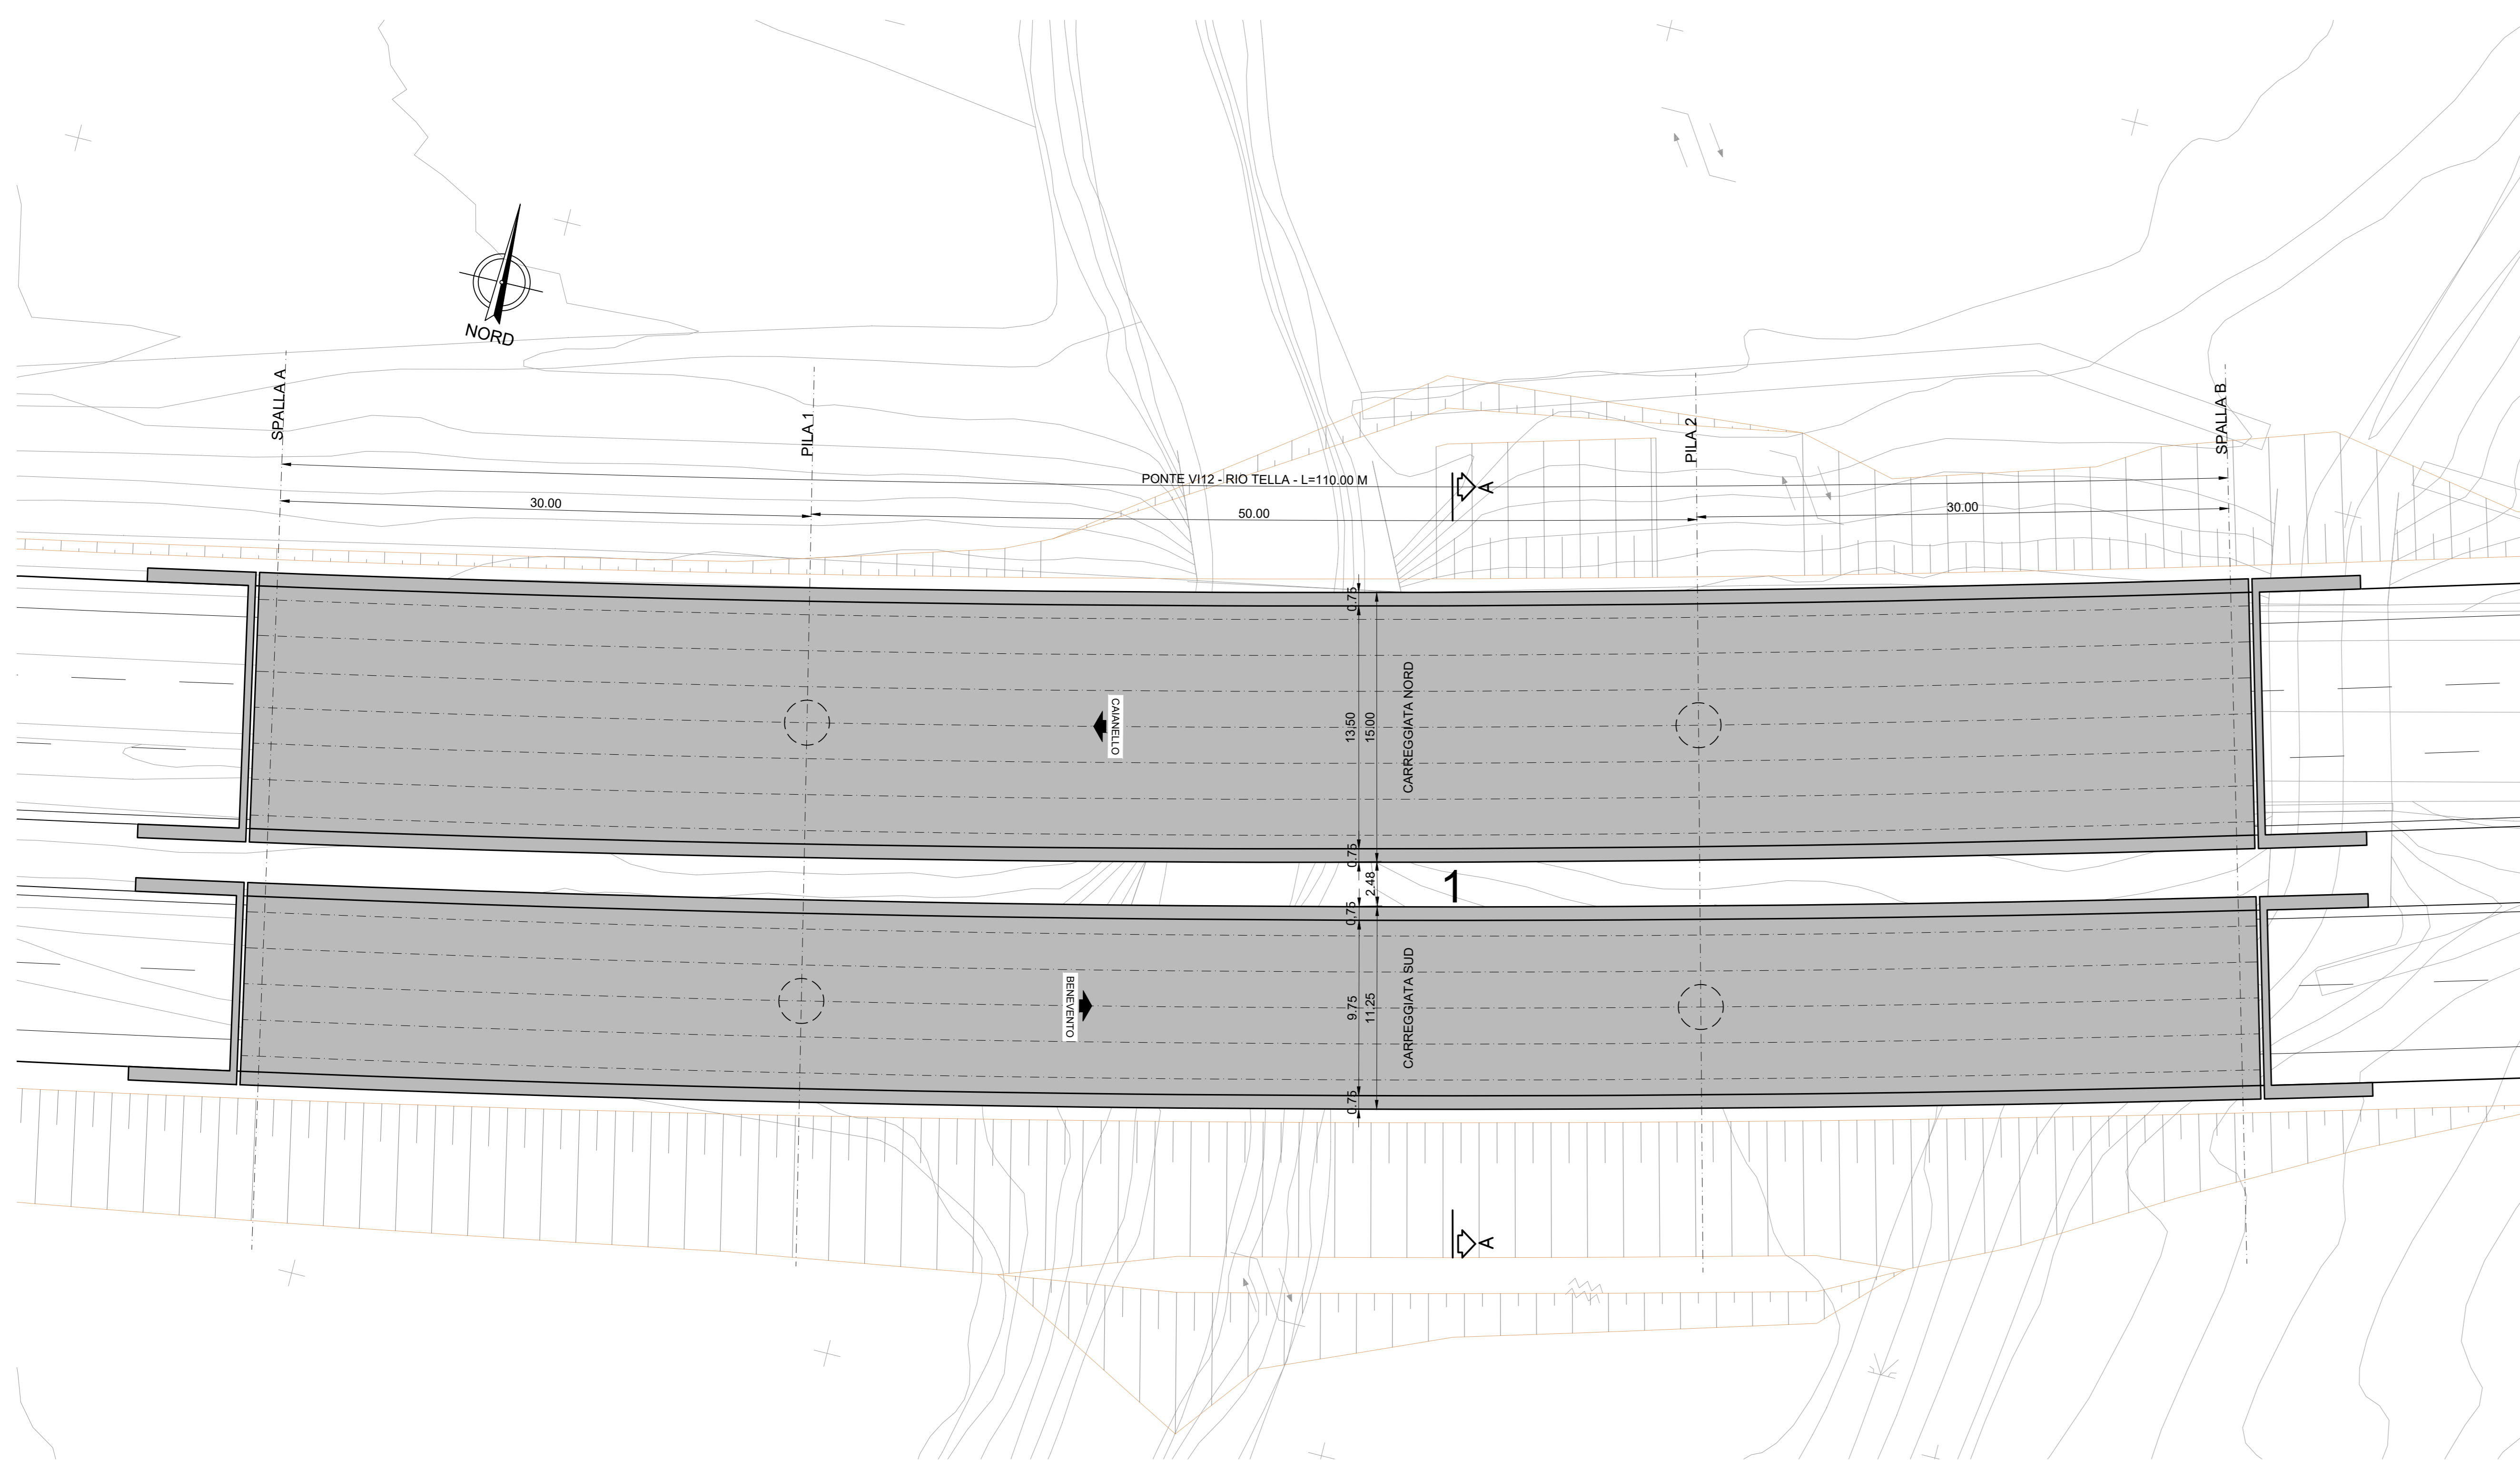 NORD
SPALLA A
PILA 1
PILA 2
SPALLA B
PONTE VI12 - RIO TELLA - L=110.00 M
A
30.00
50.00
30.00
0.75
CAIANELLO
13,50
15.00
CARREGGIATA NORD
0.75
2.48
1
0,75
BENEVENTO
9.75
11,25
CARREGGIATA SUD
0.75
A